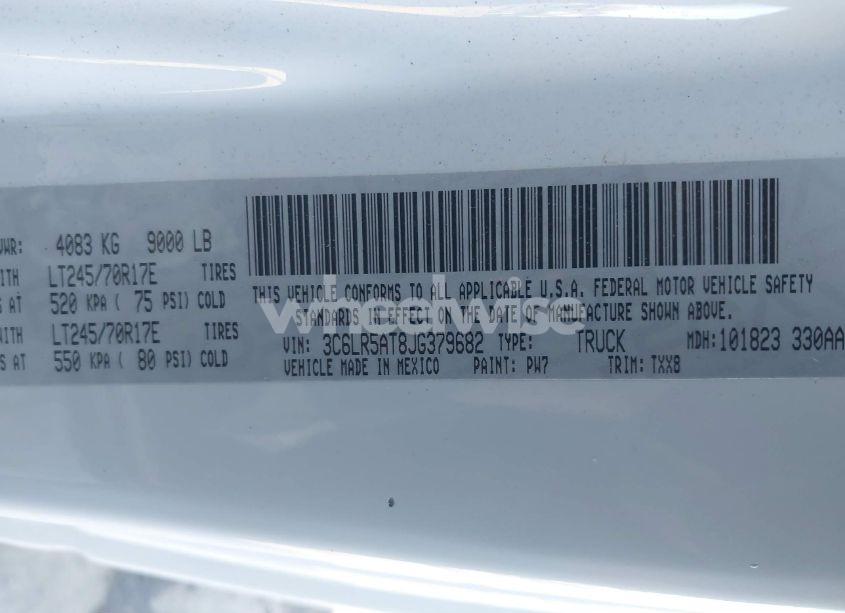 VWR: 4083 KG 9000 LB
WITH LT245/70R17E TIRES
S AT 520 KPA ( 75 PSI) COLD
WITH LT245/70R17E TIRES
S AT 550 KPA ( 80 PSI) COLD
THIS VEHICLE CONFORMS TO ALL APPLICABLE U.S.A. FEDERAL MOTOR VEHICLE SAFETY
STANDARDS IN EFFECT ON THE DATE OF MANUFACTURE SHOWN ABOVE.
VIN: 3C6LR5AT8JG379682 TYPE: TRUCK MDH: 101823 330AA
VEHICLE MADE IN MEXICO PAINT: PW7 TRIM: TXX8
wheelwise